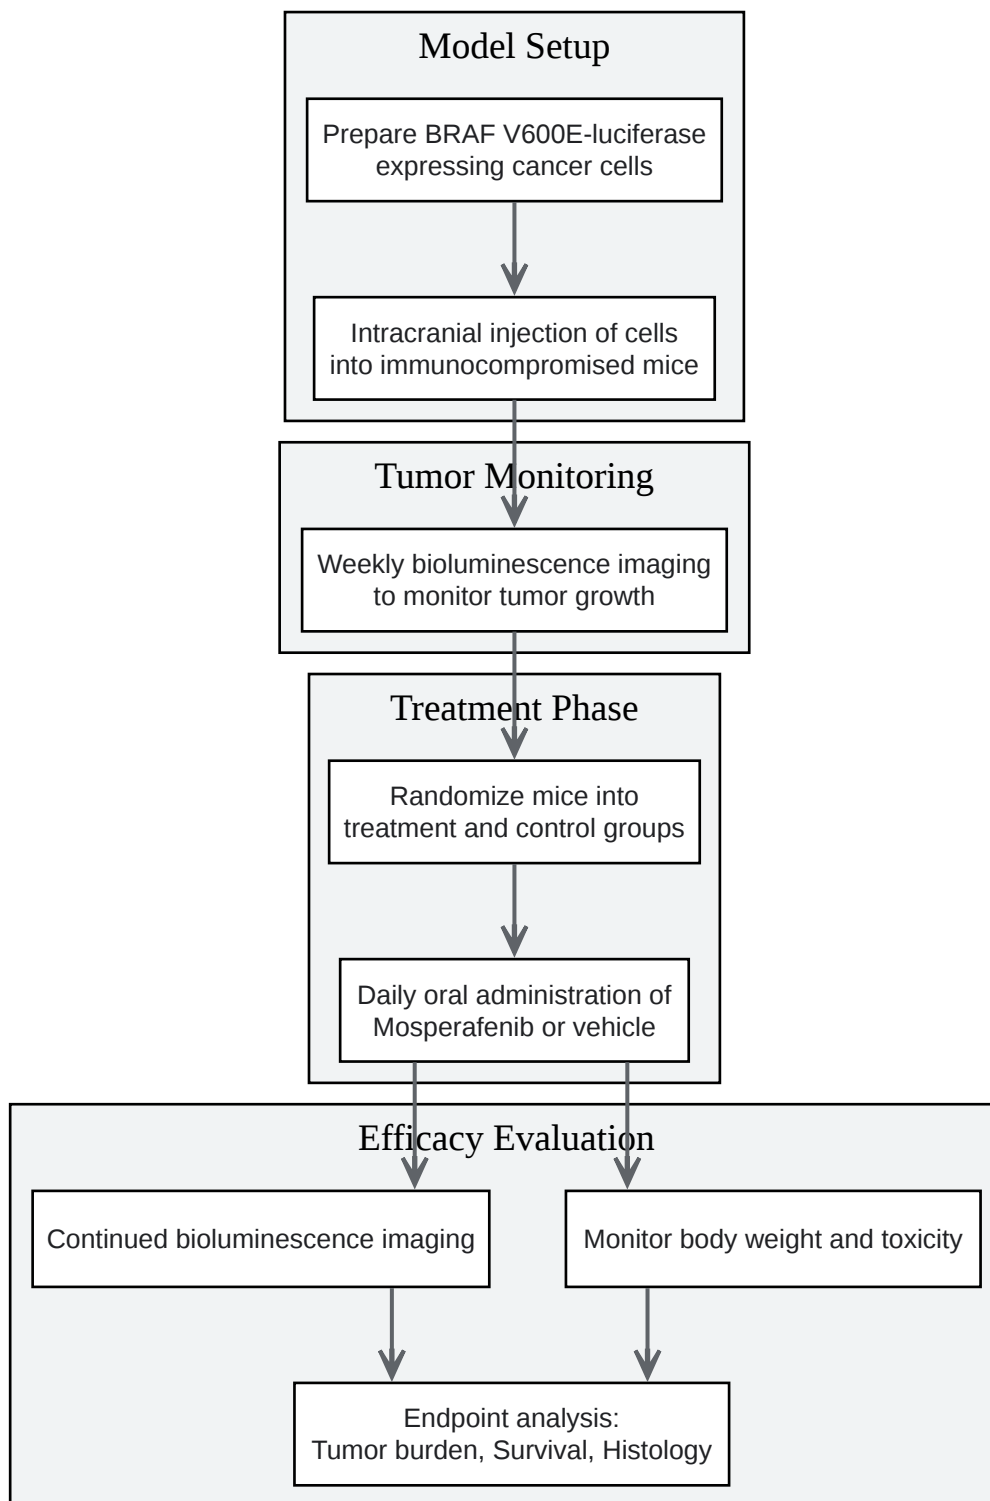 Model Setup
Prepare BRAF V600E-luciferase
expressing cancer cells
Intracranial injection of cells
into immunocompromised mice
Tumor Monitoring
Weekly bioluminescence imaging
to monitor tumor growth
Treatment Phase
Randomize mice into
treatment and control groups
Daily oral administration of
Mosperafenib or vehicle
Efficacy Evaluation
Continued bioluminescence imaging
Monitor body weight and toxicity
Endpoint analysis:
Tumor burden, Survival, Histology